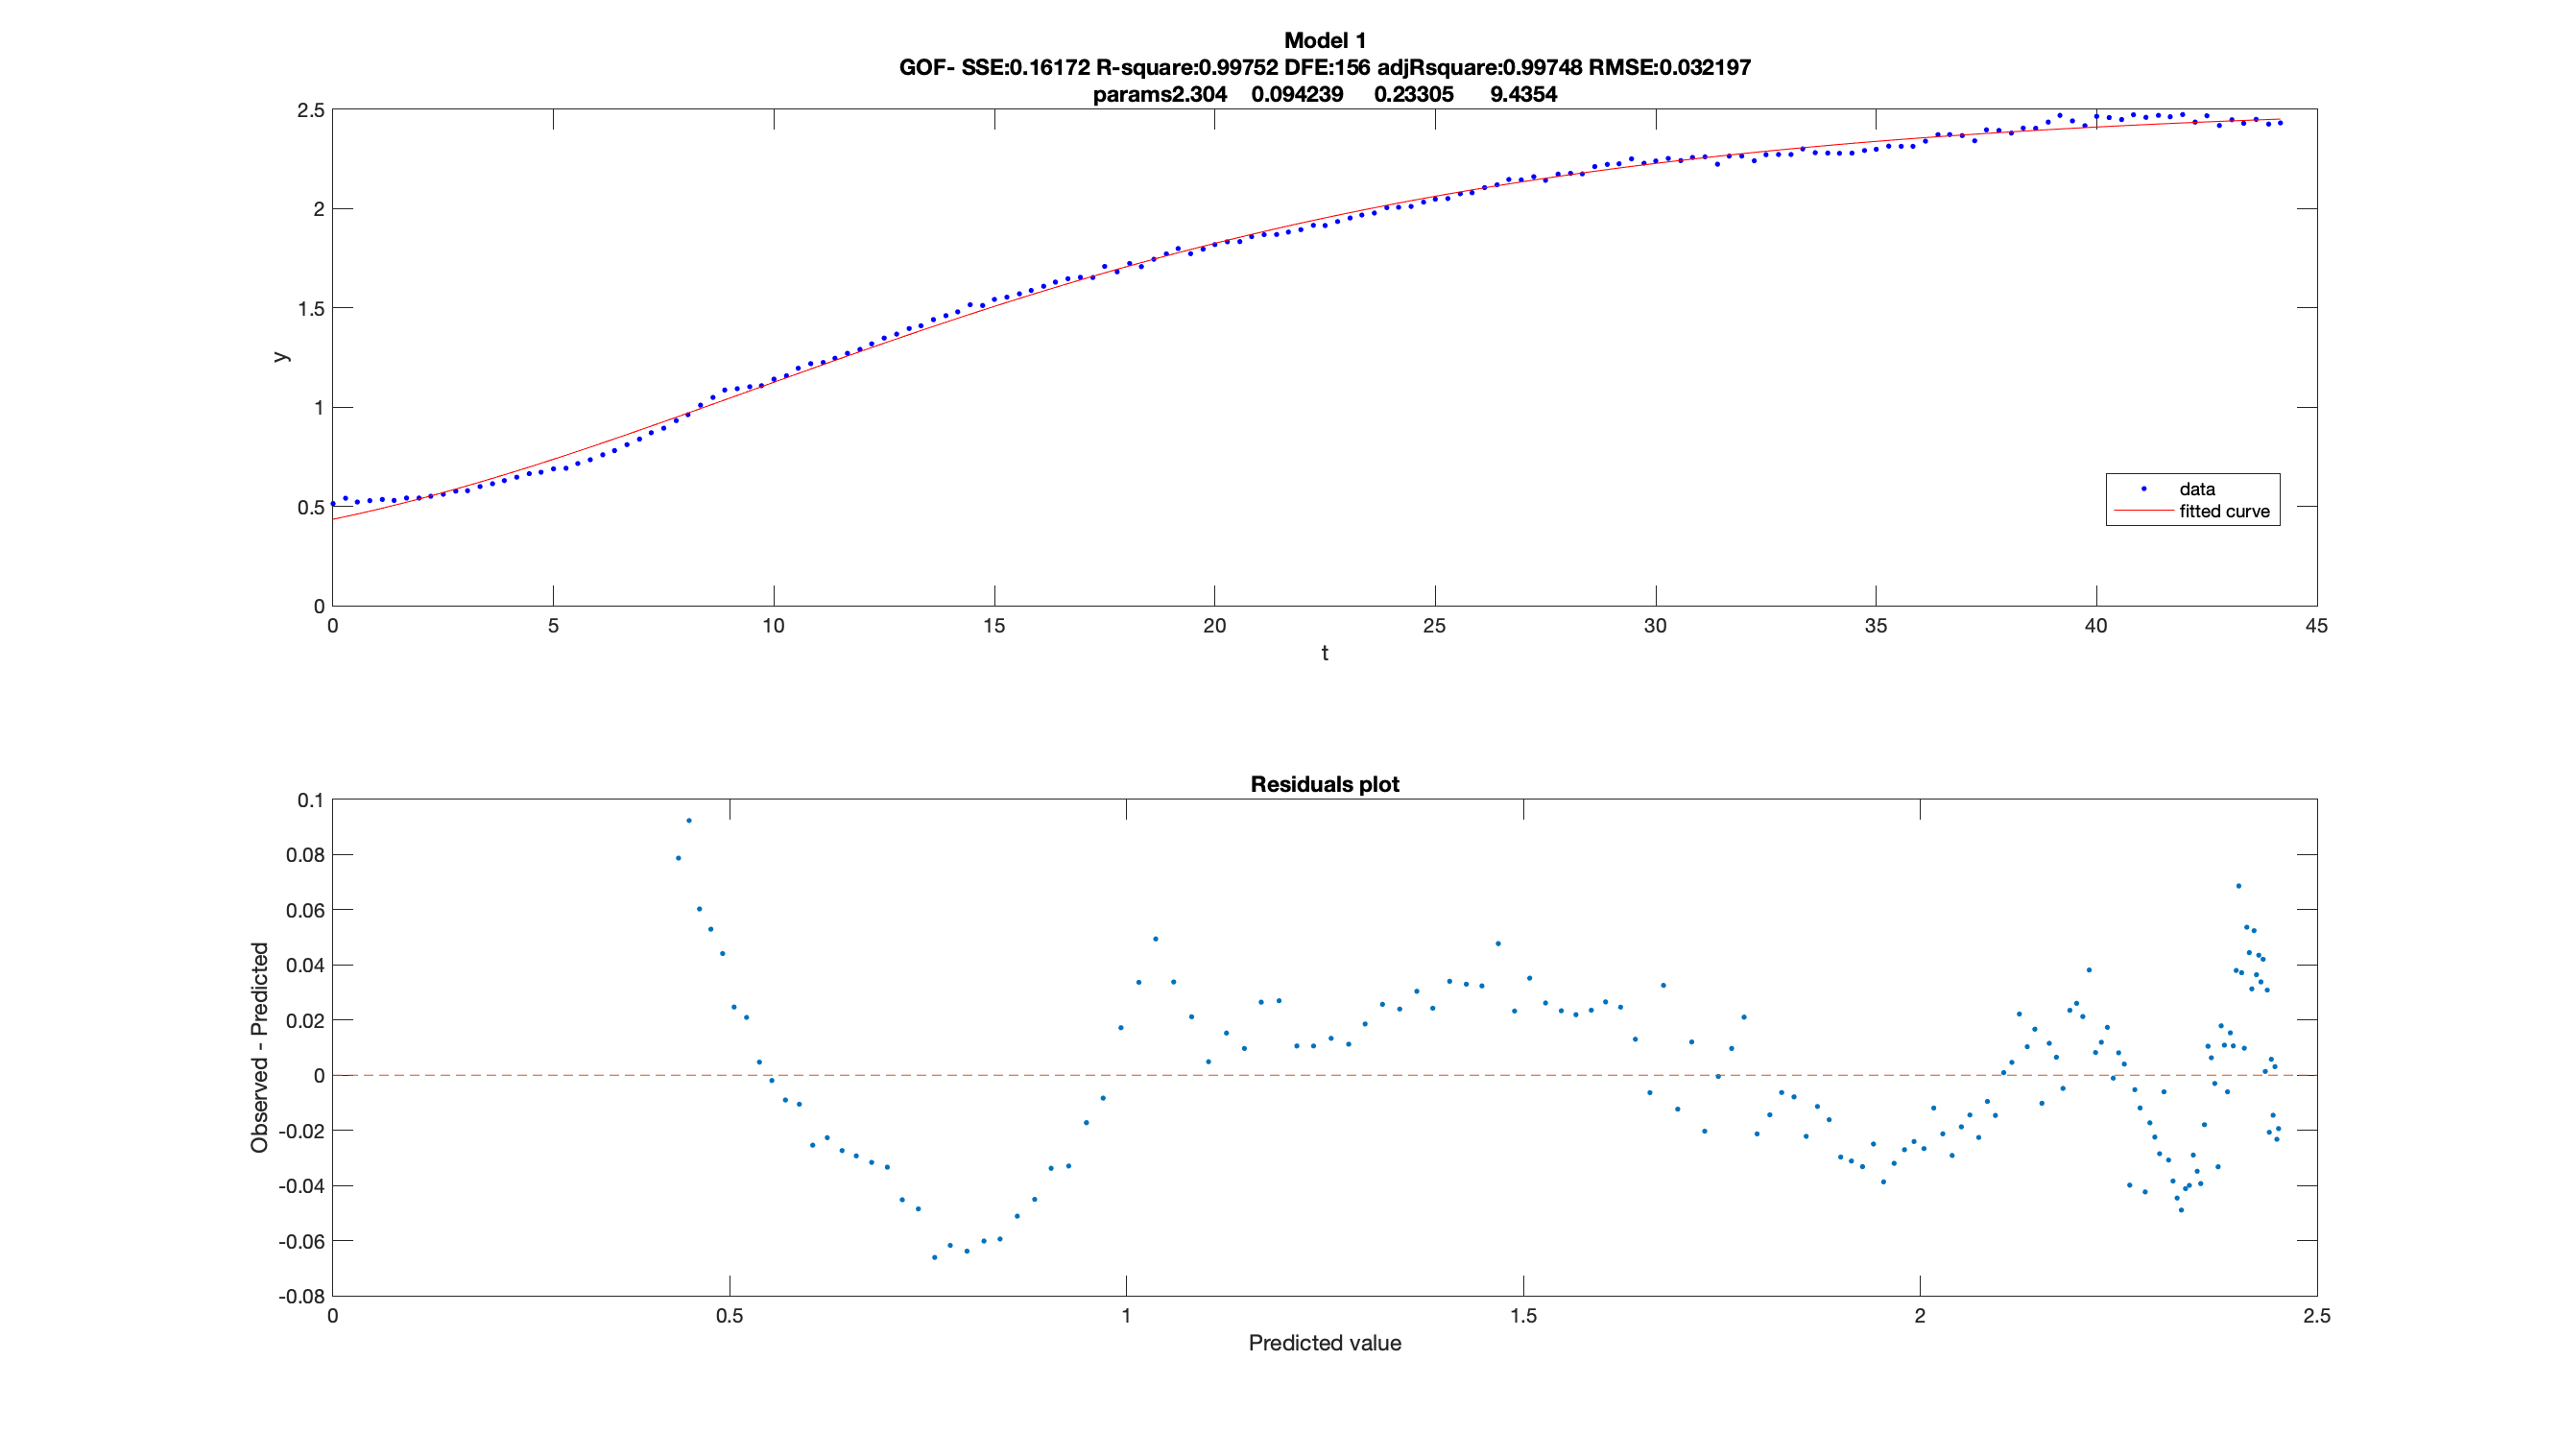 Model 1
GOF- SSE:0.16172 R-square:0.99752 DFE:156 adjRsquare:0.99748 RMSE:0.032197
params2.304 0.094239 0.23305 9.4354
2.5
2
1.5
1
0.5
0
y
0 5 10 15 20 25 30 35 40 45
t
data
fitted curve
Residuals plot
0.1
0.08
0.06
0.04
0.02
0
-0.02
-0.04
-0.06
-0.08
Observed - Predicted
0 0.5 1 1.5 2 2.5
Predicted value